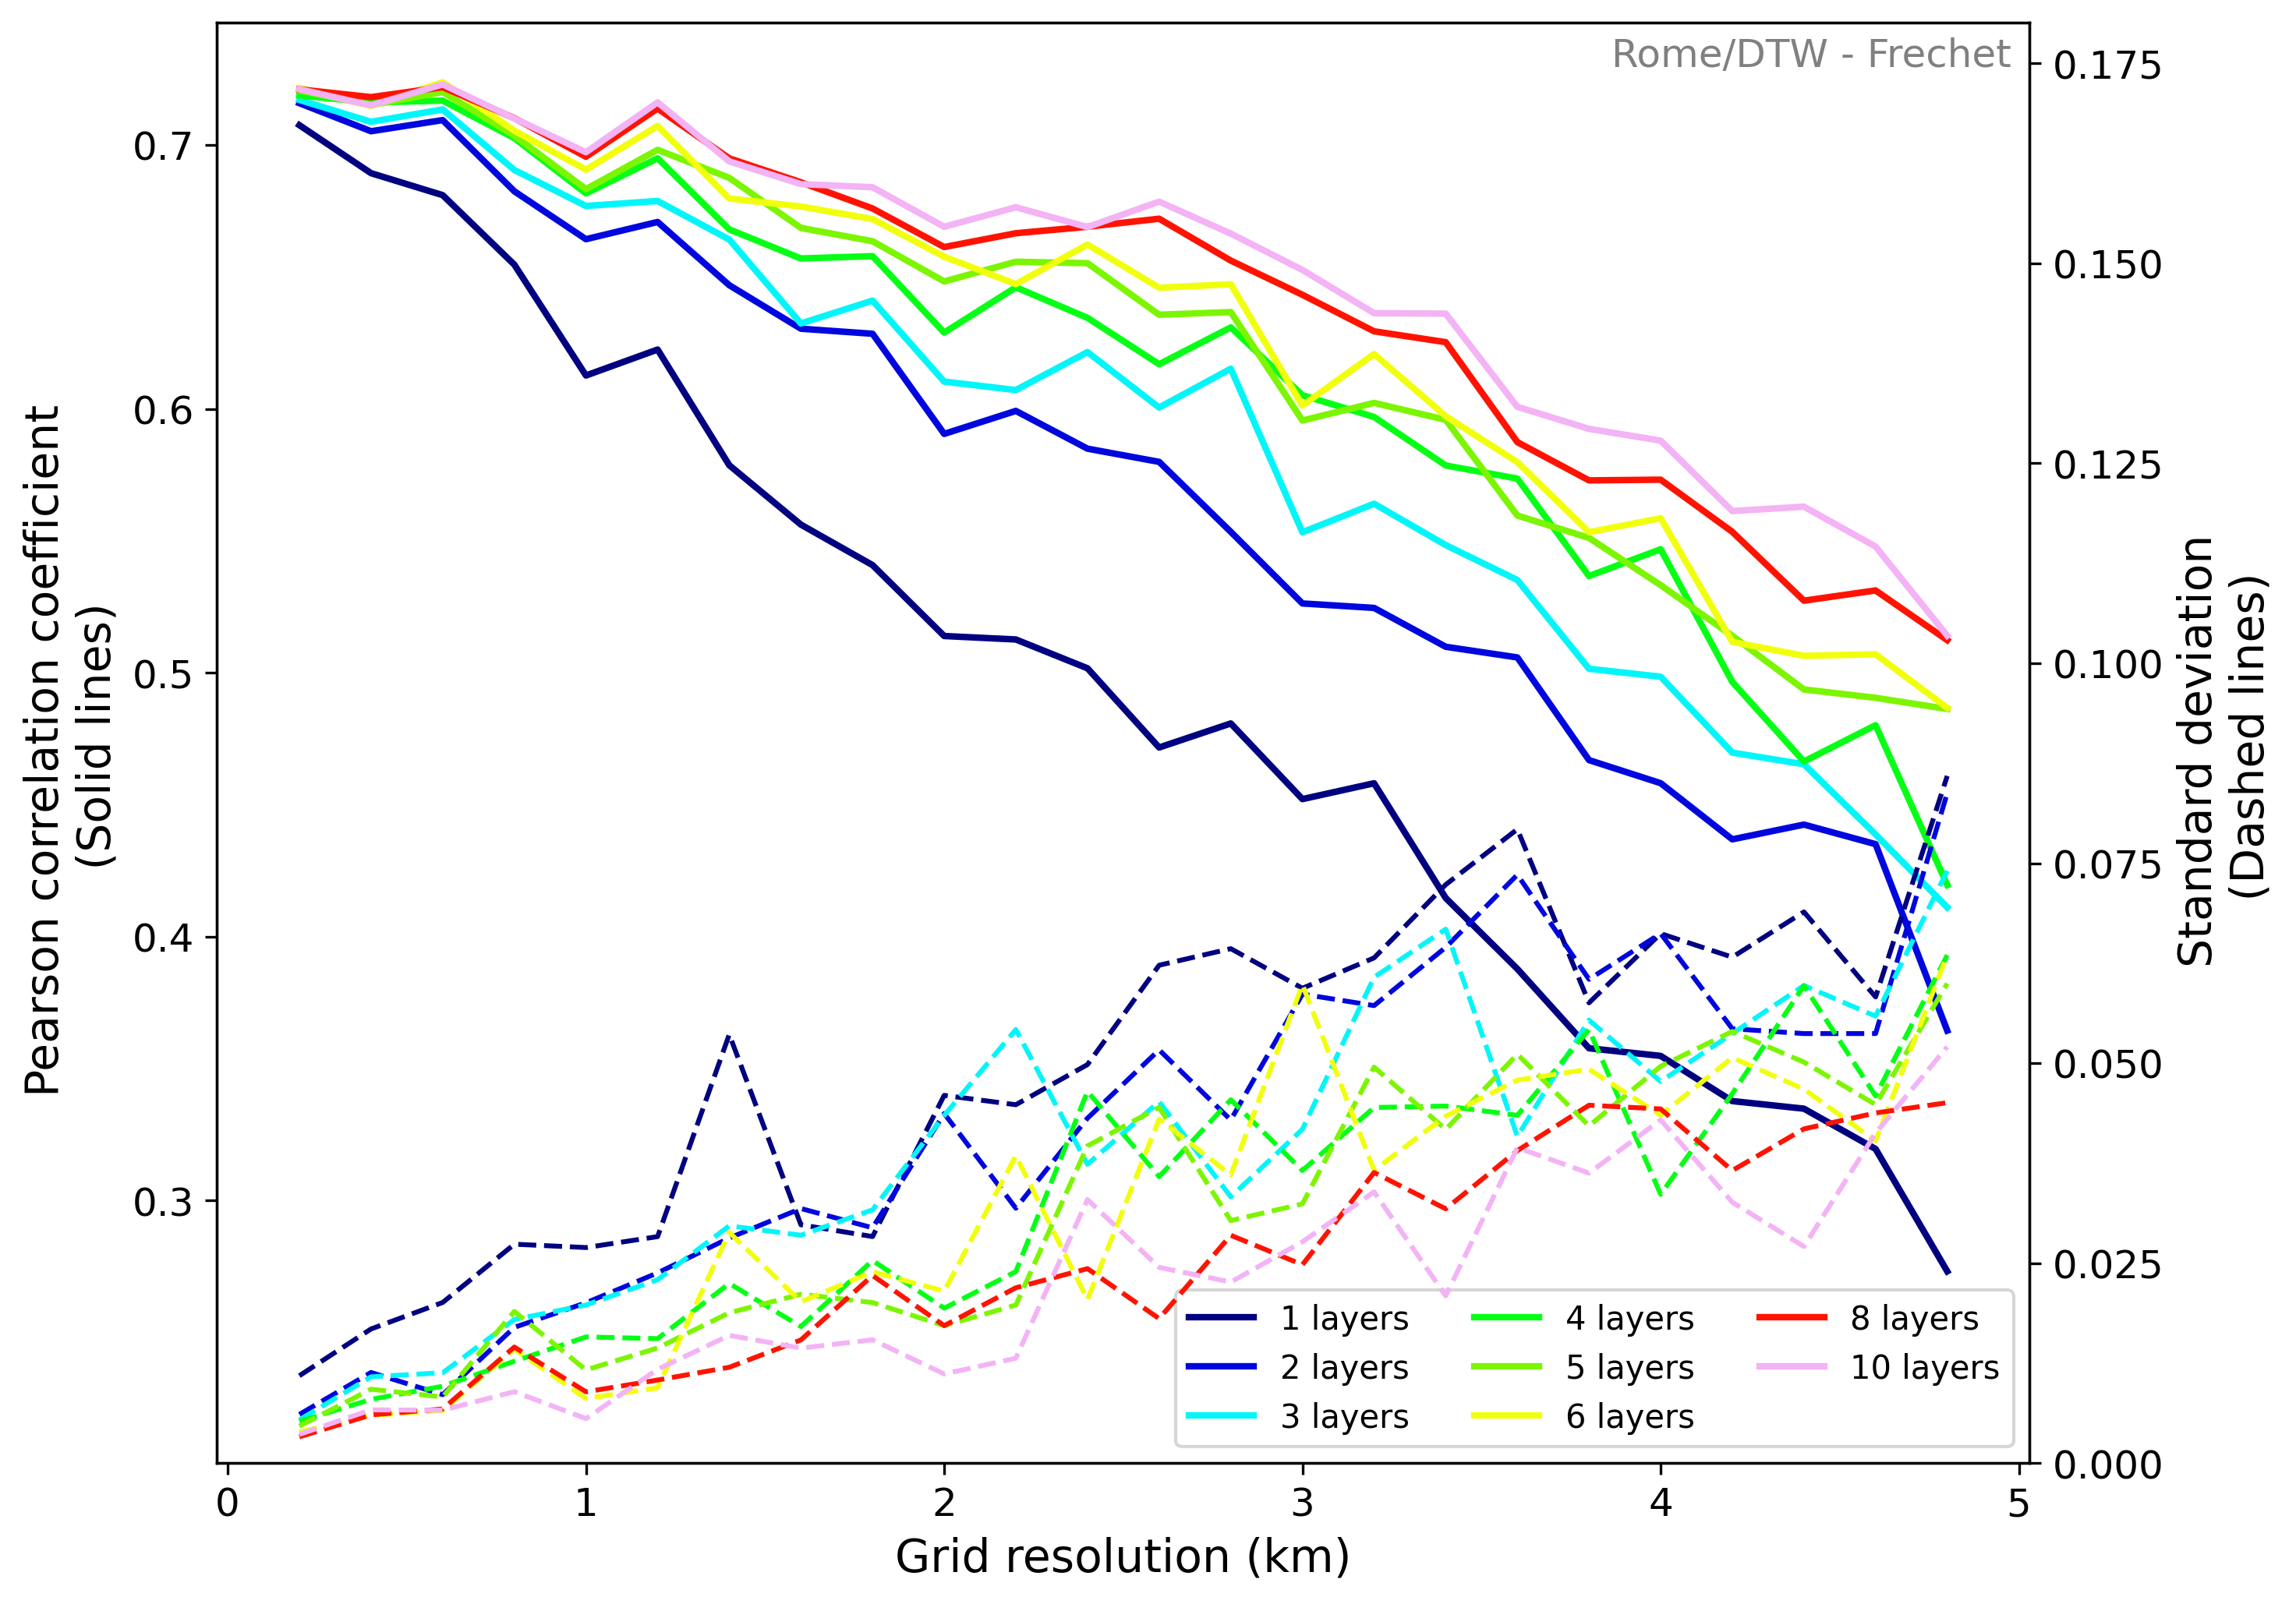 Rome/DTW - Frechet
Pearson correlation coefficient
(Solid lines)
0.7
0.6
0.5
0.4
0.3
0.175
0.150
0.125
0.100
0.075
0.050
0.025
0.000
Standard deviation
(Dashed lines)
1 layers
2 layers
3 layers
4 layers
5 layers
6 layers
8 layers
10 layers
0 1 2 3 4 5
Grid resolution (km)